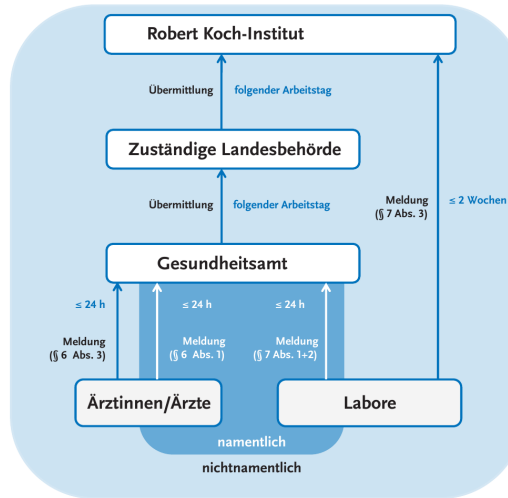 Robert Koch-Institut
Übermittlung folgender Arbeitstag
Zuständige Landesbehörde
Übermittlung folgender Arbeitstag
Meldung
(§ 7 Abs. 3)
≤ 2 Wochen
Gesundheitsamt
≤ 24 h ≤ 24 h ≤ 24 h
Meldung
(§ 6 Abs. 3)
Meldung
(§ 6 Abs. 1)
Meldung
(§ 7 Abs. 1+2)
Ärztinnen/Ärzte
Labore
namentlich
nichtnamentlich